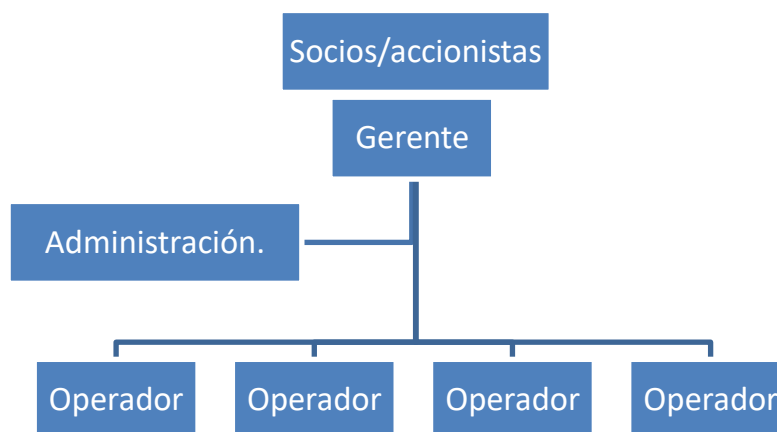 Socios/accionistas
Gerente
Administración.
Operador
Operador
Operador
Operador